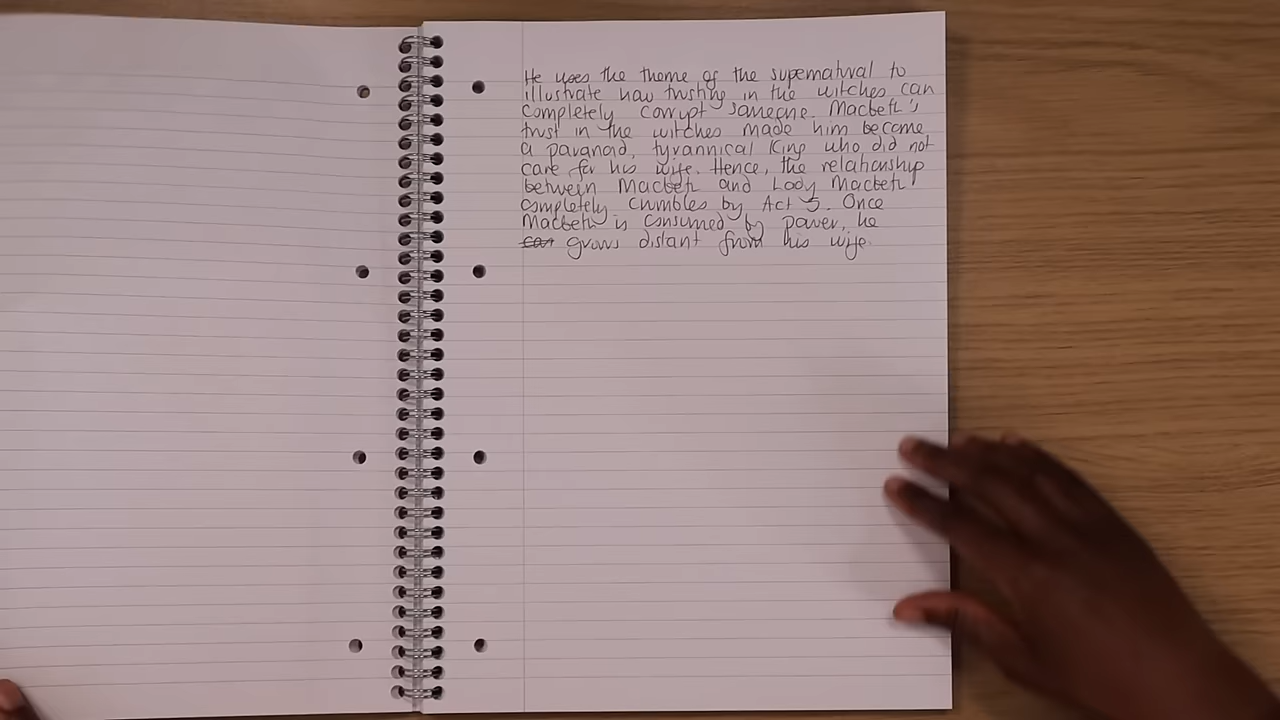 He uses the theme of the supernatural to
illustrate how trusting in the witches can
completely corrupt someone. Macbeth's
trust in the witches made him become
a paranoid, tyrannical King who did not
care for his wife. Hence, the relationship
between Macbeth and Lady Macbeth
completely crumbles by Act 5. Once
Macbeth is consumed by power, he
can grows distant from his wife.